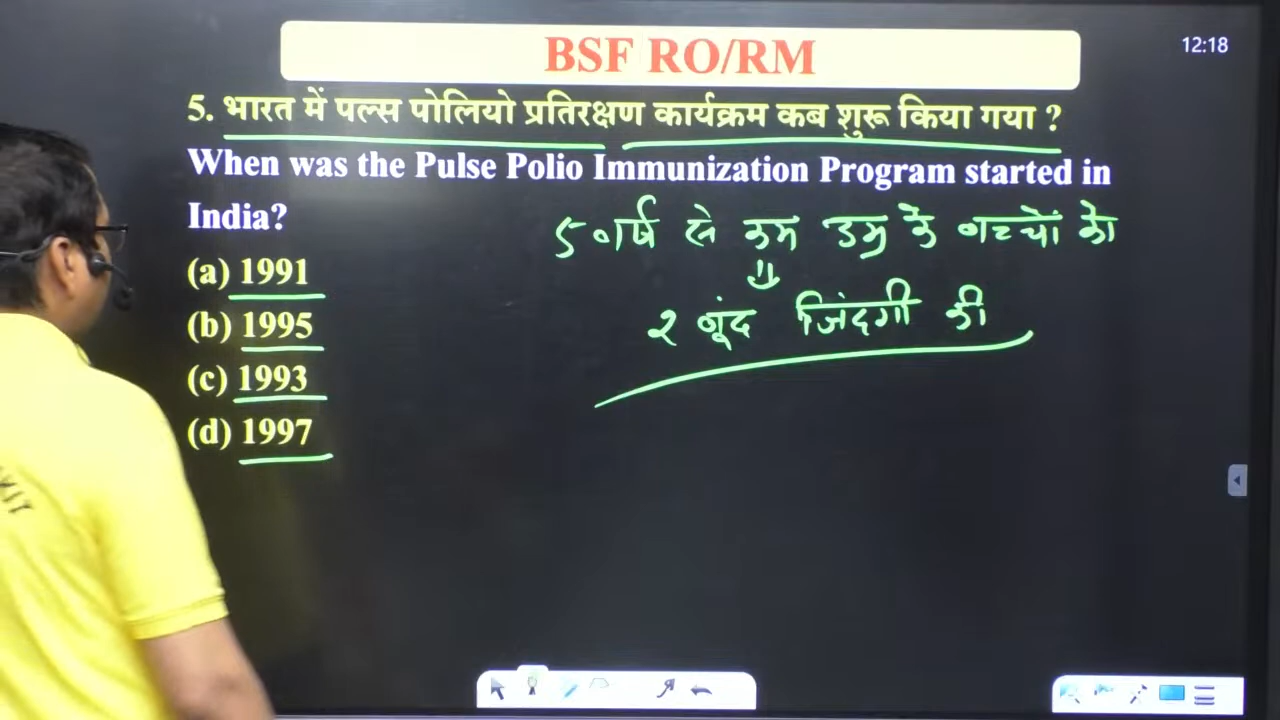 BSF RO/RM
12:18
5. भारत में पल्स पोलियो प्रतिरक्षण कार्यक्रम कब शुरू किया गया ?
When was the Pulse Polio Immunization Program started in
India?
5 वर्ष से कम उम्र के बच्चों को
(a) 1991
(b) 1995
2 बूंद जिंदगी की
(c) 1993
(d) 1997